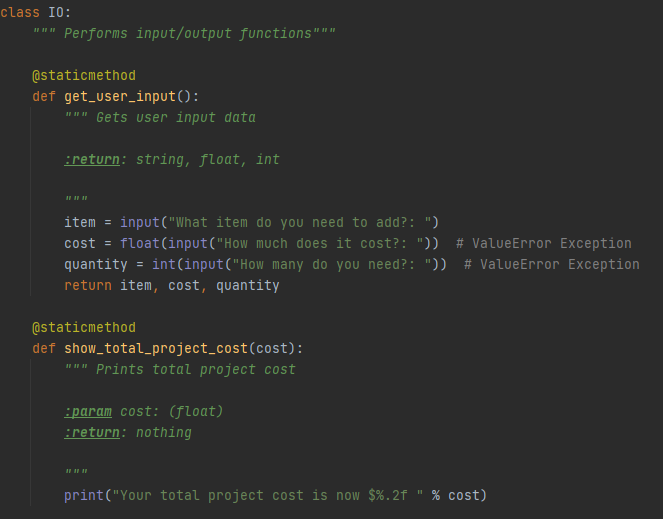 class IO:
    """ Performs input/output functions"""

    @staticmethod
    def get_user_input():
        """ Gets user input data

        :return: string, float, int

        """
        item = input("What item do you need to add?: ")
        cost = float(input("How much does it cost?: "))  # ValueError Exception
        quantity = int(input("How many do you need?: "))  # ValueError Exception
        return item, cost, quantity

    @staticmethod
    def show_total_project_cost(cost):
        """ Prints total project cost

        :param cost: (float)
        :return: nothing

        """
        print("Your total project cost is now $%.2f " % cost)